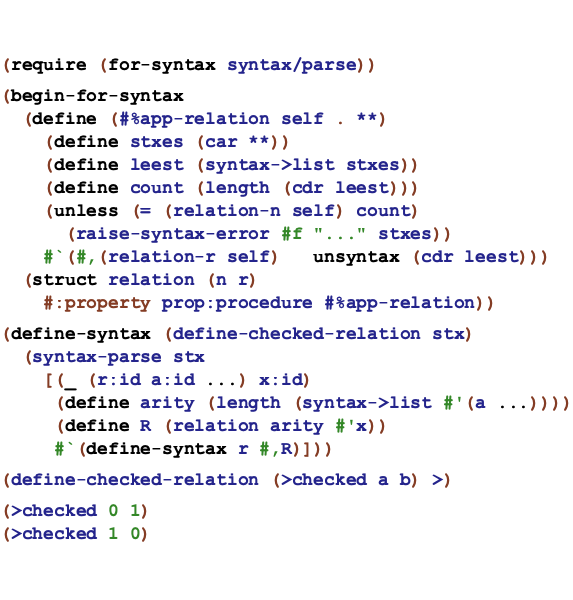 (require (for-syntax syntax/parse))
(begin-for-syntax
  (define (#%app-relation self . **)
    (define stxes (car **))
    (define leest (syntax->list stxes))
    (define count (length (cdr leest)))
    (unless (= (relation-n self) count)
      (raise-syntax-error #f "..." stxes))
    #`(#,(relation-r self)   unsyntax (cdr leest)))
  (struct relation (n r)
    #:property prop:procedure #%app-relation))
(define-syntax (define-checked-relation stx)
  (syntax-parse stx
    [(_ (r:id a:id ...) x:id)
     (define arity (length (syntax->list #'(a ...))))
     (define R (relation arity #'x))
     #`(define-syntax r #,R)]))
(define-checked-relation (>checked a b) >)
(>checked 0 1)
(>checked 1 0)